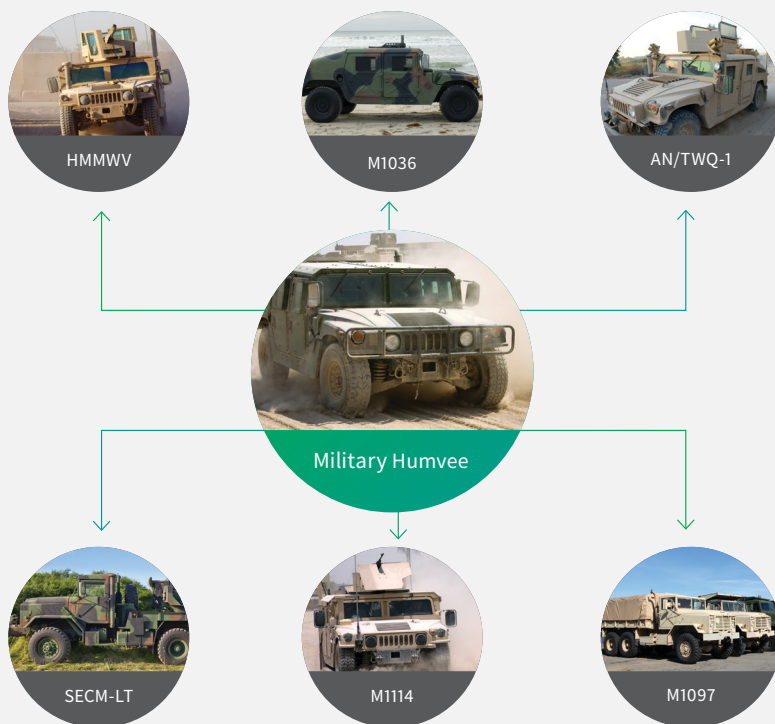 HMMWV
M1036
AN/TWQ-1
Military Humvee
SECM-LT
M1114
M1097